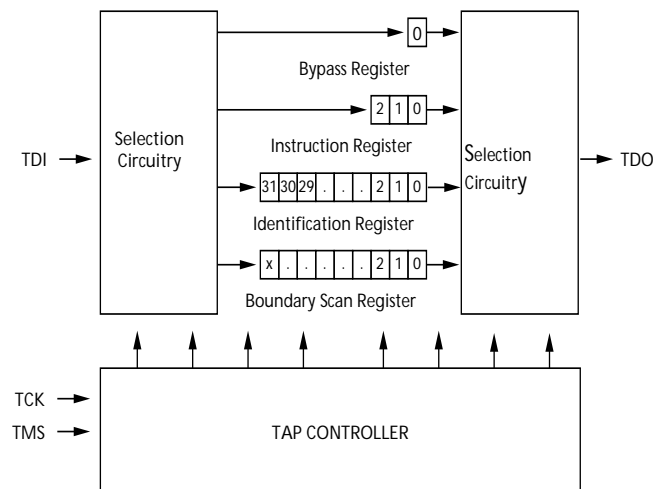 0
Bypass Register
2 1 0
Selection
Circuitry
Instruction Register
Selection
Circuitry
TDI
TDO
31 30 29 . . . 2 1 0
Identification Register
x . . . . . 2 1 0
Boundary Scan Register
TCK
TMS
TAP CONTROLLER